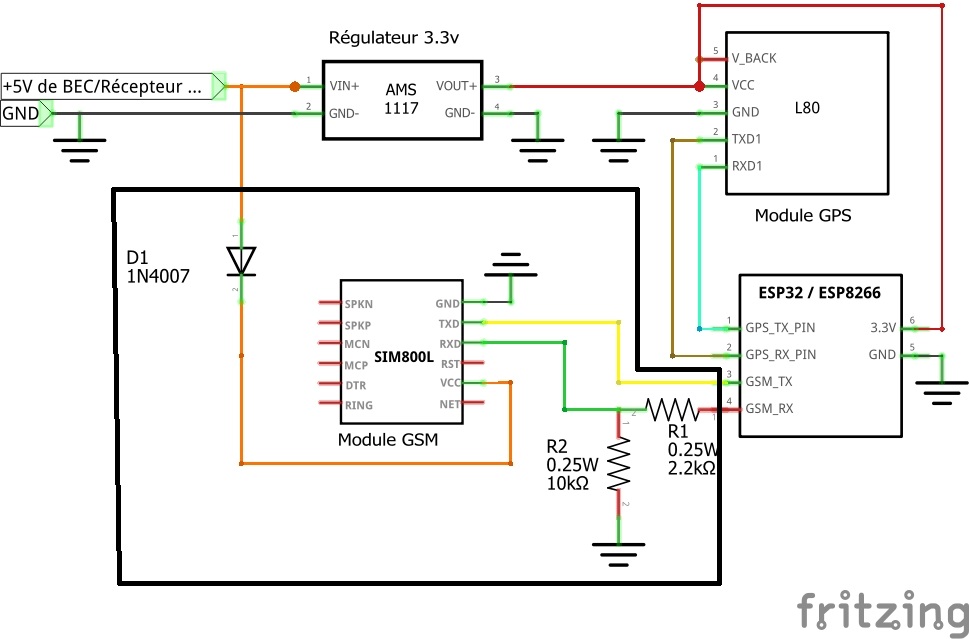 Régulateur 3.3v
+5V de BEC/Récepteur ...
GND
1
VIN+
2
GND-
AMS
1117
VOUT+
3
GND-
4
5
V_BACK
4
VCC
3
GND
2
TXD1
1
RXD1
L80
Module GPS
D1
1N4007
1
2
SPKN
SPKP
MCN
MCP
DTR
RING
SIM800L
GND
TXD
RXD
RST
VCC
NET
Module GSM
ESP32 / ESP8266
1
GPS_TX_PIN
2
GPS_RX_PIN
3
GSM_TX
4
GSM_RX
3.3V
6
GND
5
2
1
R1
0.25W
2.2kΩ
R2
0.25W
10kΩ
1
2
fritzing